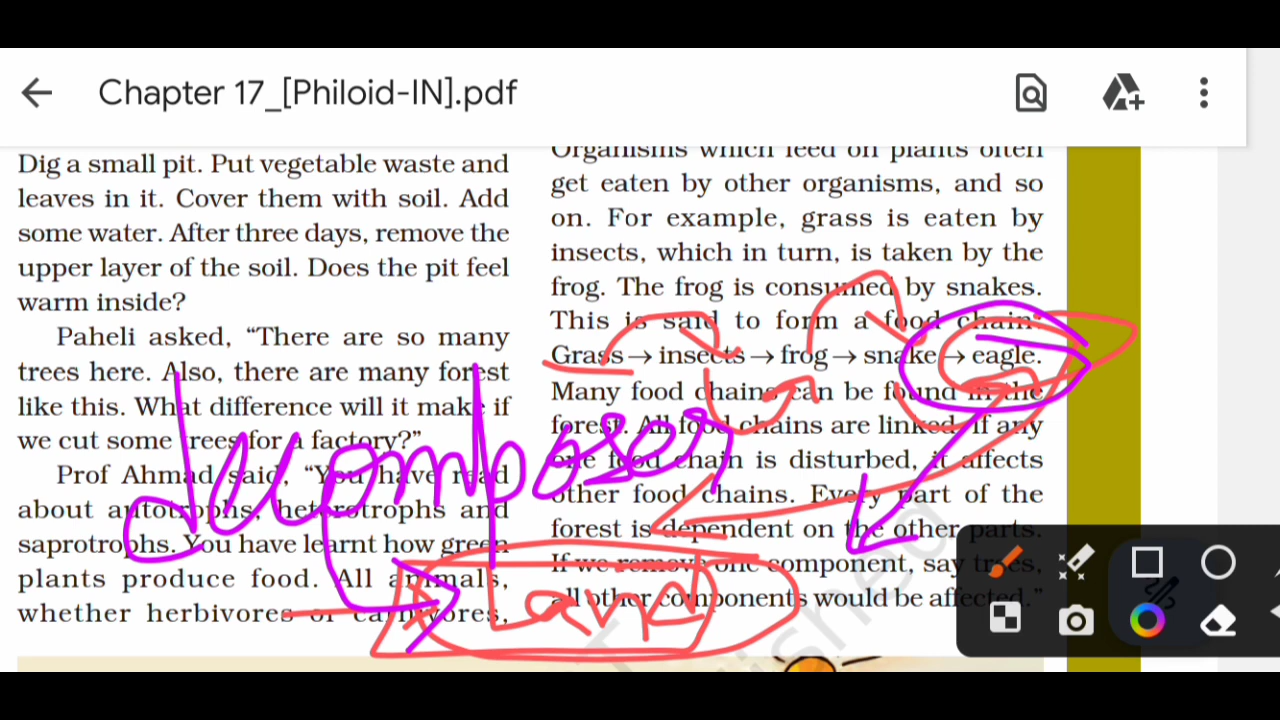 Chapter 17_[Philoid-IN].pdf
Dig a small pit. Put vegetable waste and
leaves in it. Cover them with soil. Add
some water. After three days, remove the
upper layer of the soil. Does the pit feel
warm inside?
Paheli asked, “There are so many
trees here. Also, there are many forest
like this. What difference will it make if
we cut some trees for a factory?”
Prof Ahmad said, “You have read
about autotrophs, heterotrophs and
saprotrophs. You have learnt how green
plants produce food. All animals,
whether herbivores or carnivores,
Organisms which feed on plants often
get eaten by other organisms, and so
on. For example, grass is eaten by
insects, which in turn, is taken by the
frog. The frog is consumed by snakes.
This is said to form a food chain:
Grass → insects → frog → snake → eagle.
Many food chains can be found in the
forest. All food chains are linked. If any
one food chain is disturbed, it affects
other food chains. Every part of the
forest is dependent on the other parts.
If we remove one component, say trees,
all other components would be affected.”
decomposer
Land